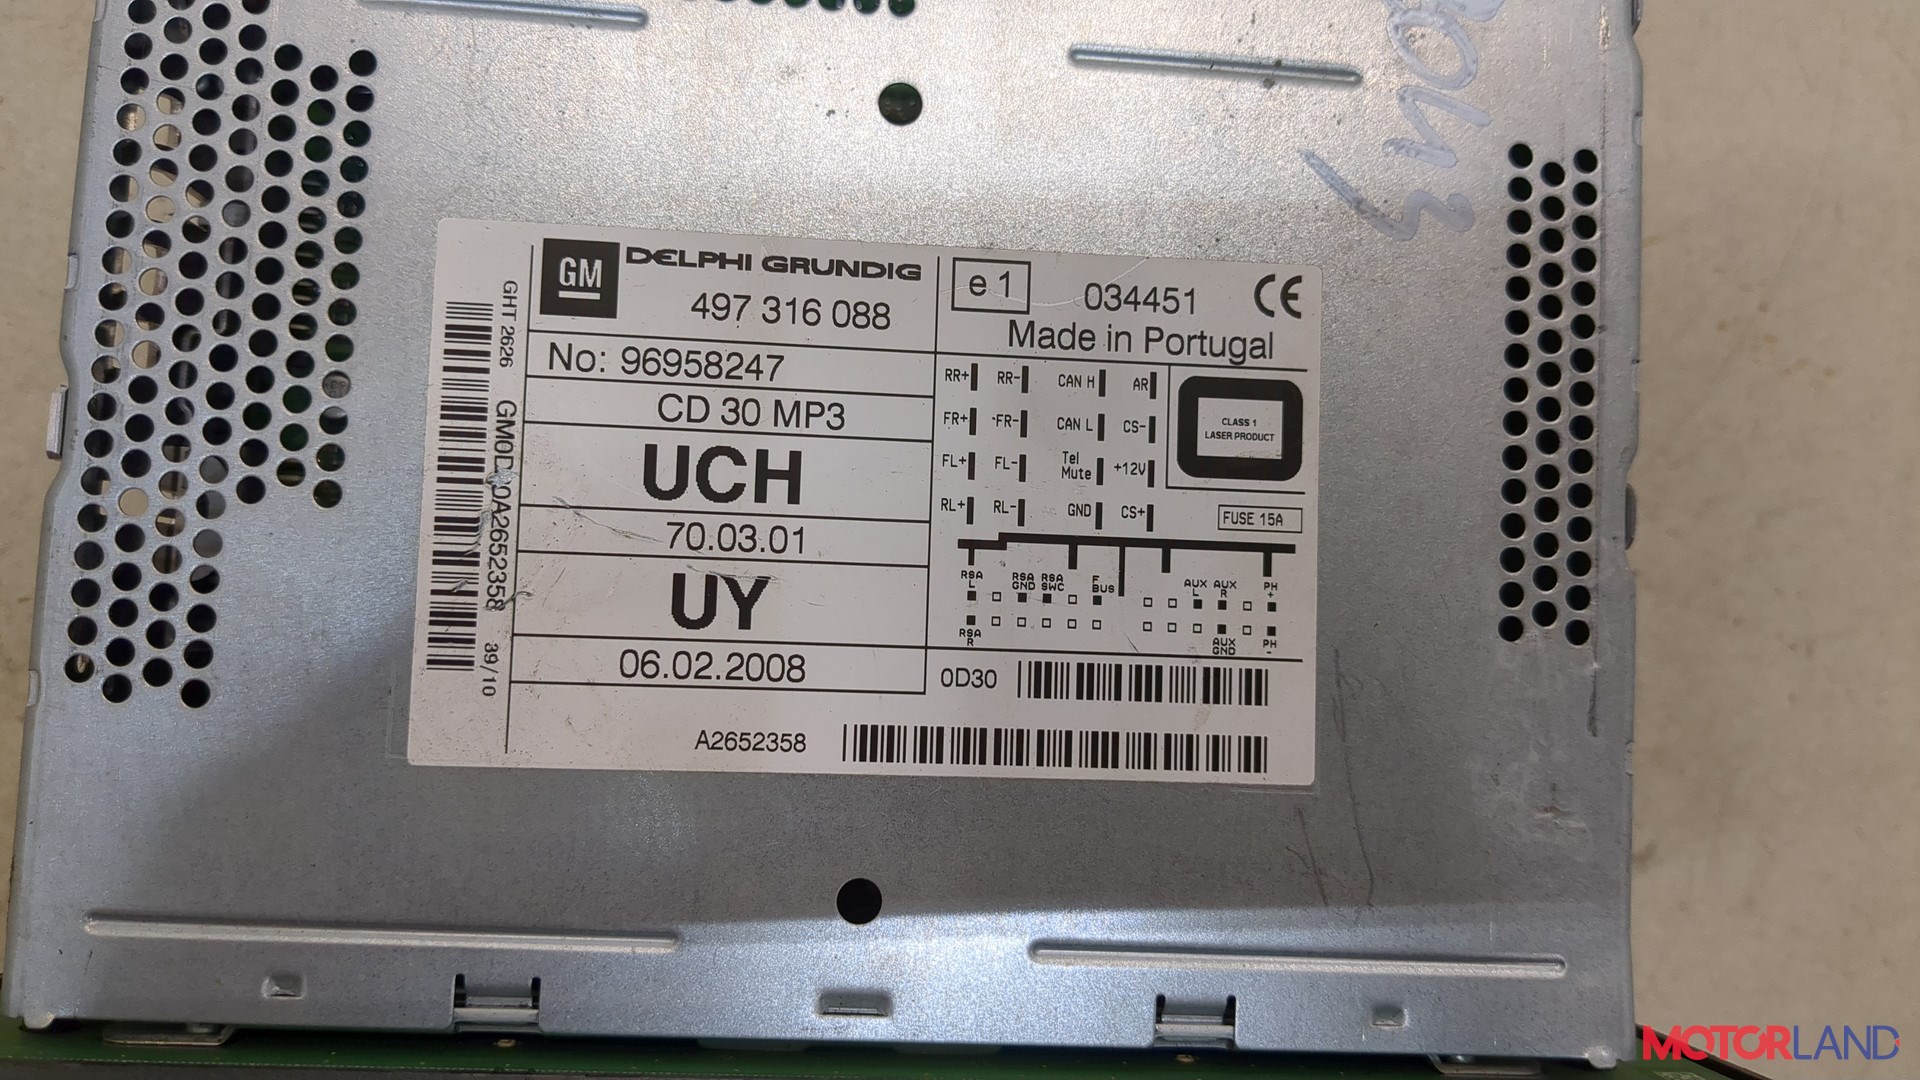 GM DELPHI GRUNDIG
497 316 088
No: 96958247
CD 30 MP3
UCH
70.03.01
UY
06.02.2008
GHT 2626
GM0D 0A2652358 39/10
e1 034451 CE
Made in Portugal
RR+ RR- CAN H AR
FR+ FR- CAN L CS-
FL+ FL- Tel Mute +12V
RL+ RL- GND CS+
CLASS 1
LASER PRODUCT
FUSE 15A
RSA L RSA GND RSA SWC F BUS AUX L AUX R PH +
RSA R AUX GND PH -
0D30
A2652358
MOTORLAND